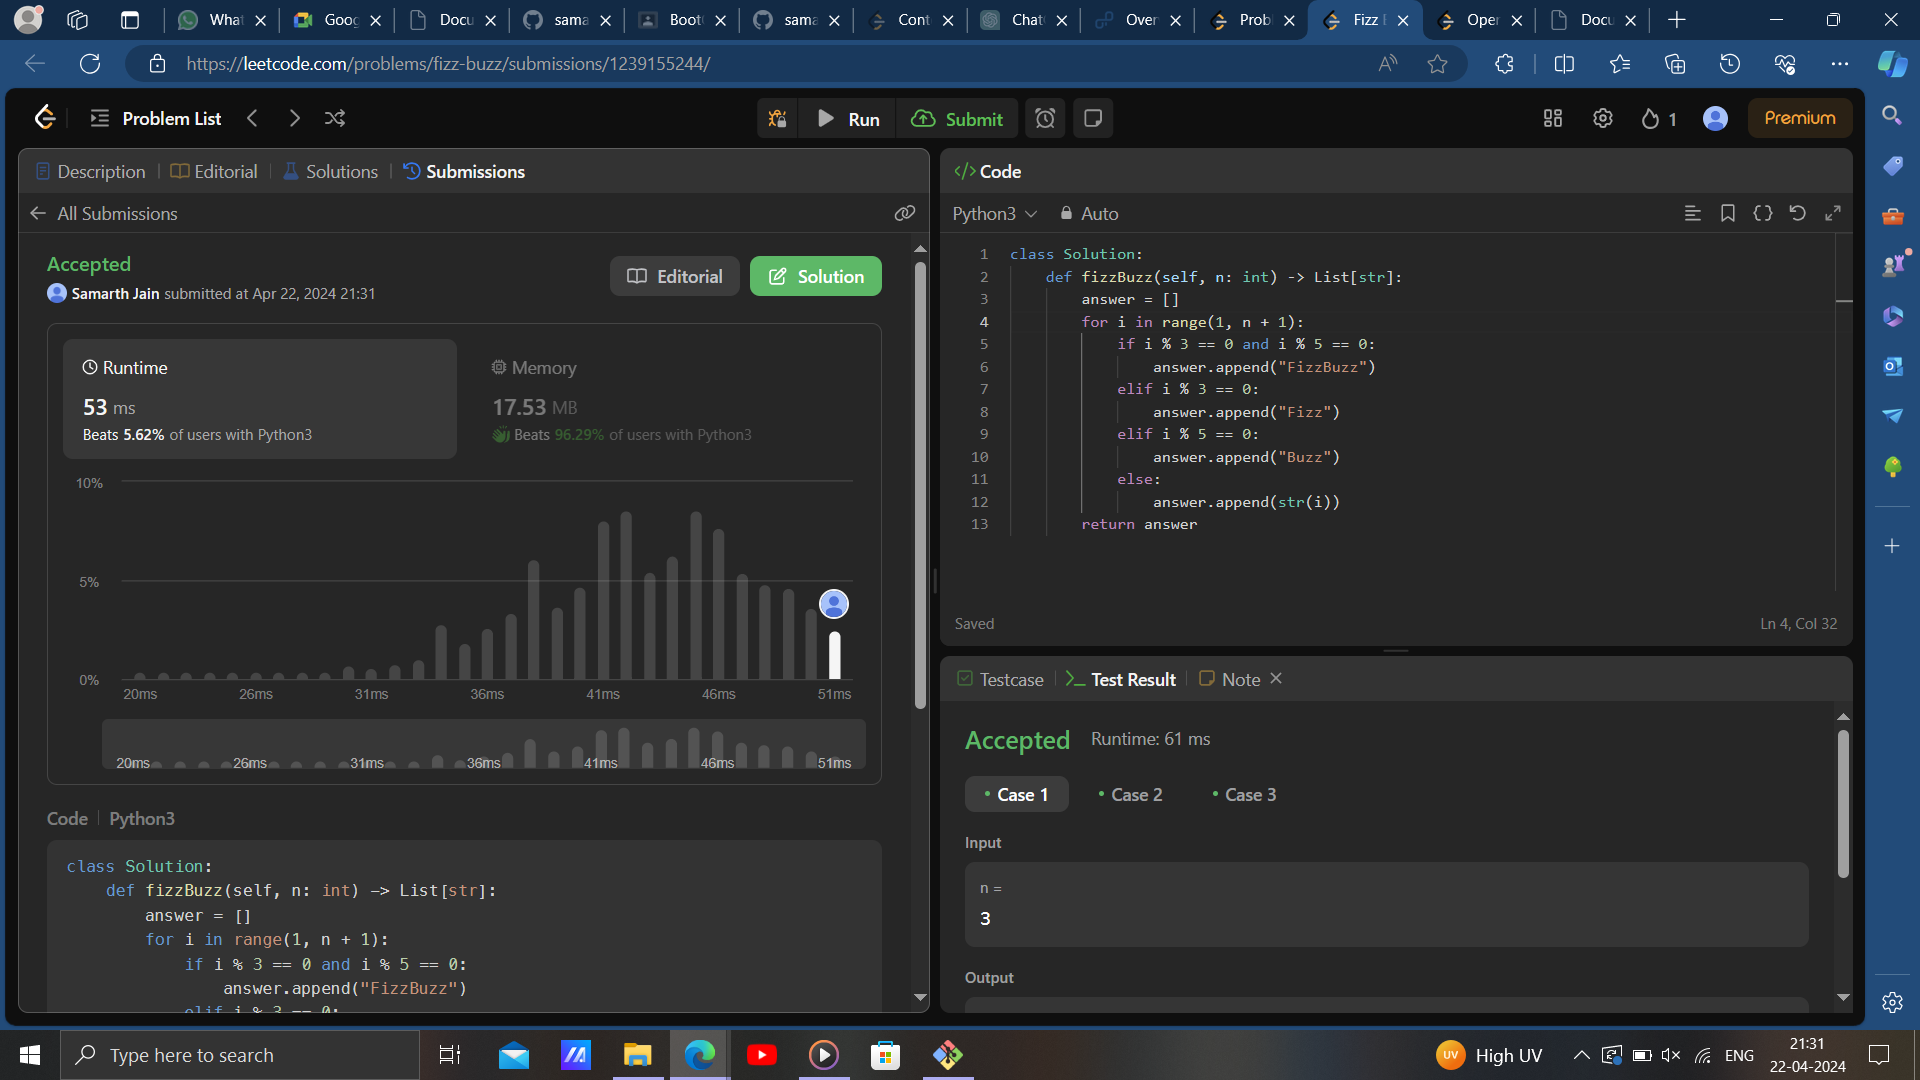 What
Goog
Docu
sama
Boot
sama
Cont
Chat
Over
Prob
Fizz
Oper
Docu
https://leetcode.com/problems/fizz-buzz/submissions/1239155244/
Problem List
Run
Submit
1
Premium
Description
Editorial
Solutions
Submissions
All Submissions
Accepted
Samarth Jain submitted at Apr 22, 2024 21:31
Editorial
Solution
Runtime
53 ms
Beats 5.62% of users with Python3
Memory
17.53 MB
Beats 96.29% of users with Python3
10%
5%
0%
20ms 26ms 31ms 36ms 41ms 46ms 51ms
20ms 26ms 31ms 36ms 41ms 46ms 51ms
Code Python3
class Solution:
def fizzBuzz(self, n: int) -> List[str]:
answer = []
for i in range(1, n + 1):
if i % 3 == 0 and i % 5 == 0:
answer.append("FizzBuzz")
elif i % 3 == 0:
Code
Python3
Auto
1 class Solution:
2 def fizzBuzz(self, n: int) -> List[str]:
3 answer = []
4 for i in range(1, n + 1):
5 if i % 3 == 0 and i % 5 == 0:
6 answer.append("FizzBuzz")
7 elif i % 3 == 0:
8 answer.append("Fizz")
9 elif i % 5 == 0:
10 answer.append("Buzz")
11 else:
12 answer.append(str(i))
13 return answer
Saved
Ln 4, Col 32
Testcase
Test Result
Note
Accepted Runtime: 61 ms
Case 1
Case 2
Case 3
Input
n =
3
Output
Type here to search
UV
High UV
ENG
21:31
22-04-2024